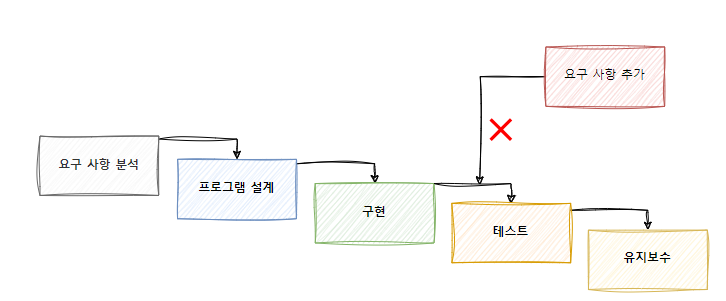 요구 사항 추가
요구 사항 분석
프로그램 설계
구현
테스트
유지보수